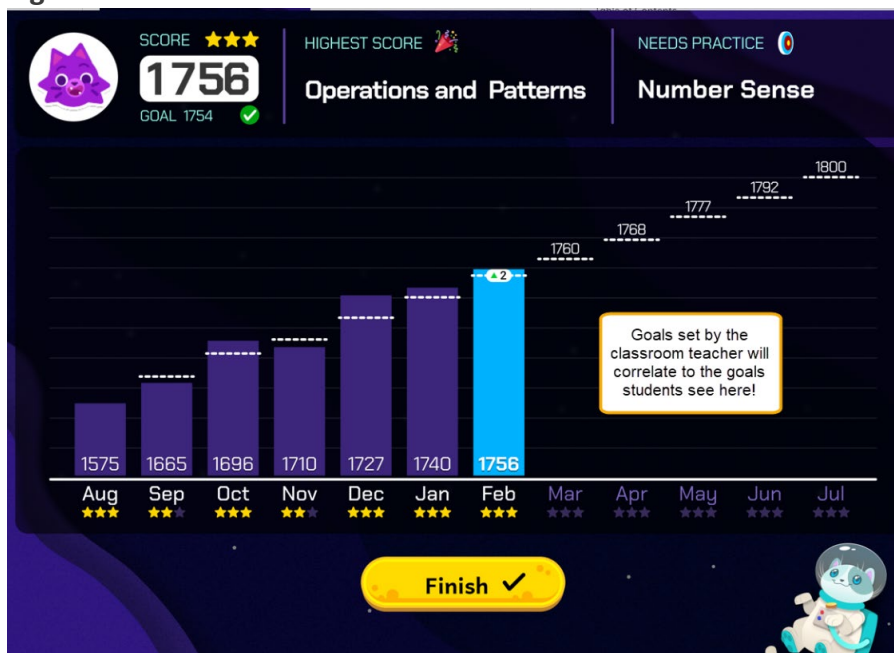 SCORE
1756
GOAL 1754
HIGHEST SCORE
Operations and Patterns
NEEDS PRACTICE
Number Sense
1800
1792
1777
1768
1760
2
Goals set by the
classroom teacher will
correlate to the goals
students see here!
1575 1665 1696 1710 1727 1740 1756
Aug Sep Oct Nov Dec Jan Feb Mar Apr May Jun Jul
Finish